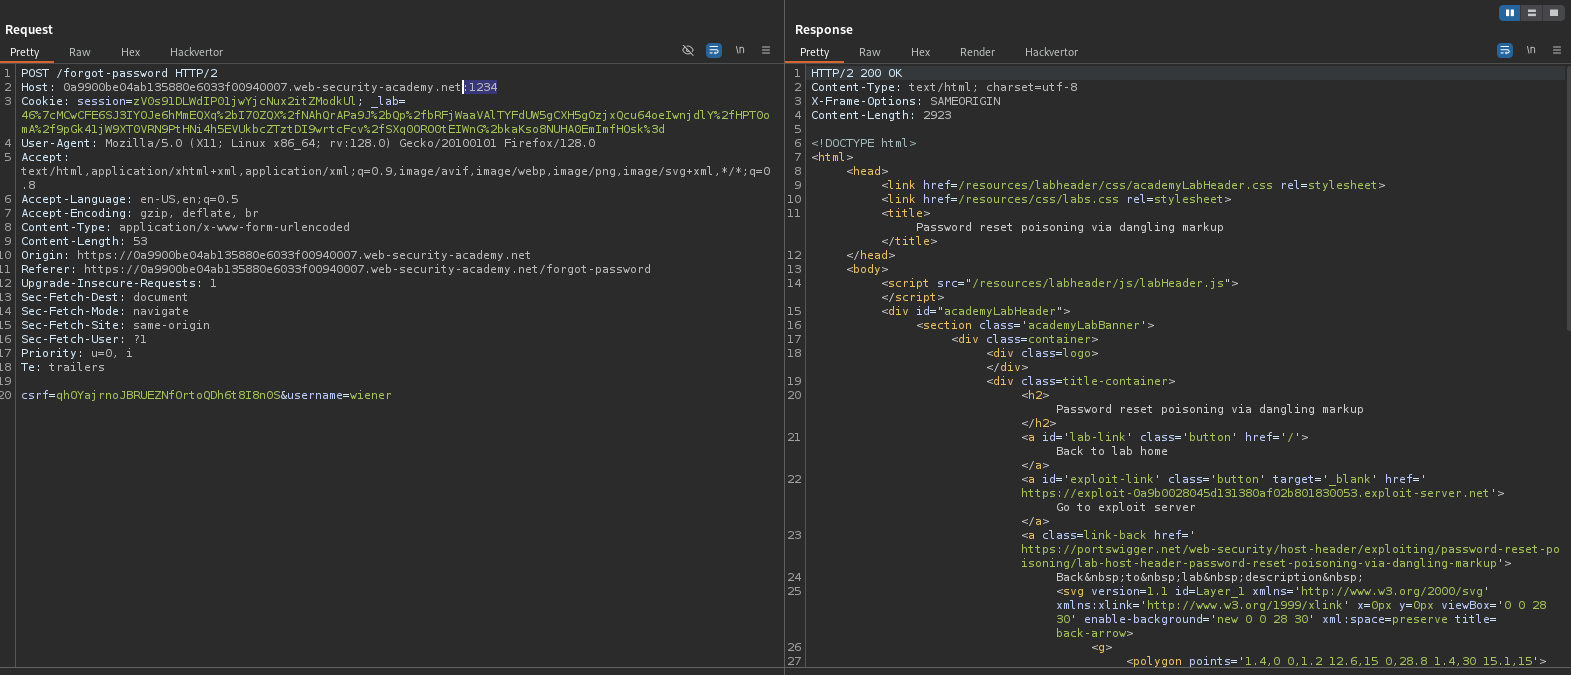 Request
Pretty Raw Hex Hackvertor \n
1 POST /forgot-password HTTP/2
2 Host: 0a9900be04ab135880e6033f00940007.web-security-academy.net:1234
3 Cookie: session=zV0s91DLWdIP01jwYjcNux2itZModkUl; _lab=
46%7cMCwCFE6SJ3IYOJe6hMmEQXq%2bI70ZQX%2fNAhQrAPa9J%2bQp%2fbRFjWaaVAlTYFdUW5gCXH5gOzjxQcu64oeIwnjdlY%2fHPT0o
mA%2f9pGk41jW9XT0VRN9PtHNi4h5EVUkbcZTztDI9wrtcFcv%2fSXq0ORO0tEIWnG%2bkaKso8NUHA0EmImfHOsk%3d
4 User-Agent: Mozilla/5.0 (X11; Linux x86_64; rv:128.0) Gecko/20100101 Firefox/128.0
5 Accept:
text/html,application/xhtml+xml,application/xml;q=0.9,image/avif,image/webp,image/png,image/svg+xml,*/*;q=0
.8
6 Accept-Language: en-US,en;q=0.5
7 Accept-Encoding: gzip, deflate, br
8 Content-Type: application/x-www-form-urlencoded
9 Content-Length: 53
10 Origin: https://0a9900be04ab135880e6033f00940007.web-security-academy.net
11 Referer: https://0a9900be04ab135880e6033f00940007.web-security-academy.net/forgot-password
12 Upgrade-Insecure-Requests: 1
13 Sec-Fetch-Dest: document
14 Sec-Fetch-Mode: navigate
15 Sec-Fetch-Site: same-origin
16 Sec-Fetch-User: ?1
17 Priority: u=0, i
18 Te: trailers
19
20 csrf=qhOYajrnoJBRUEZNfOrtoQDh6t8I8n0S&username=wiener
Response
Pretty Raw Hex Render Hackvertor \n
1 HTTP/2 200 OK
2 Content-Type: text/html; charset=utf-8
3 X-Frame-Options: SAMEORIGIN
4 Content-Length: 2923
5
6 <!DOCTYPE html>
7 <html>
8 <head>
9 <link href=/resources/labheader/css/academyLabHeader.css rel=stylesheet>
10 <link href=/resources/css/labs.css rel=stylesheet>
11 <title>
Password reset poisoning via dangling markup
</title>
12 </head>
13 <body>
14 <script src="/resources/labheader/js/labHeader.js">
</script>
15 <div id="academyLabHeader">
16 <section class='academyLabBanner'>
17 <div class=container>
18 <div class=logo>
</div>
19 <div class=title-container>
20 <h2>
Password reset poisoning via dangling markup
</h2>
21 <a id='lab-link' class='button' href='/'>
Back to lab home
</a>
22 <a id='exploit-link' class='button' target='_blank' href='
https://exploit-0a9b0028045d131380af02b801830053.exploit-server.net'>
Go to exploit server
</a>
23 <a class=link-back href='
https://portswigger.net/web-security/host-header/exploiting/password-reset-po
isoning/lab-host-header-password-reset-poisoning-via-dangling-markup'>
24 Back&nbsp;to&nbsp;lab&nbsp;description&nbsp;
25 <svg version=1.1 id=Layer_1 xmlns='http://www.w3.org/2000/svg'
xmlns:xlink='http://www.w3.org/1999/xlink' x=0px y=0px viewBox='0 0 28
30' enable-background='new 0 0 28 30' xml:space=preserve title=
back-arrow>
26 <g>
27 <polygon points='1.4,0 0,1.2 12.6,15 0,28.8 1.4,30 15.1,15'>